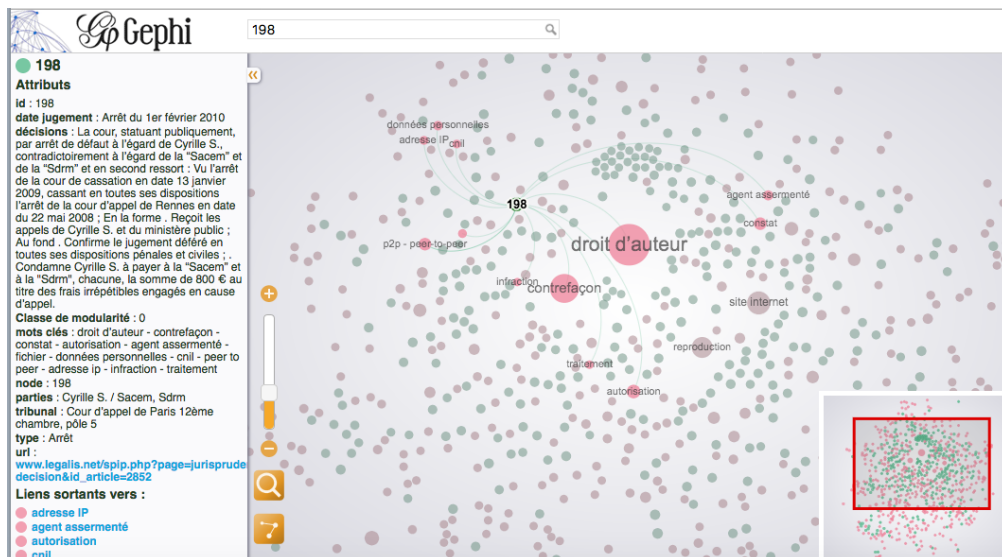 Gephi
198
198
Attributs
id : 198
date jugement : Arrêt du 1er février 2010
décisions : La cour, statuant publiquement,
par arrêt de défaut à l'égard de Cyrille S.,
contradictoirement à l'égard de la "Sacem" et
de la "Sdrm" et en second ressort : Vu l'arrêt
de la cour de cassation en date 13 janvier
2009, cassant en toutes ses dispositions
l'arrêt de la cour d'appel de Rennes en date
du 22 mai 2008 ; En la forme . Reçoit les
appels de Cyrille S. et du ministère public ;
Au fond . Confirme le jugement déféré en
toutes ses dispositions pénales et civiles ; .
Condamne Cyrille S. à payer à la "Sacem" et
à la "Sdrm", chacune, la somme de 800 € au
titre des frais irrépétibles engagés en cause
d'appel.
Classe de modularité : 0
mots clés : droit d'auteur - contrefaçon -
constat - autorisation - agent assermenté -
fichier - données personnelles - cnil - peer to
peer - adresse ip - infraction - traitement
node : 198
parties : Cyrille S. / Sacem, Sdrm
tribunal : Cour d'appel de Paris 12ème
chambre, pôle 5
type : Arrêt
url :
www.legalis.net/spip.php?page=jurisprude
decision&id_article=2852
Liens sortants vers :
adresse IP
agent assermenté
autorisation
cnil
données personnelles
adresse IP
cnil
198
agent assermenté
constat
p2p - peer-to-peer
droit d'auteur
infraction
contrefaçon
site internet
reproduction
traitement
autorisation